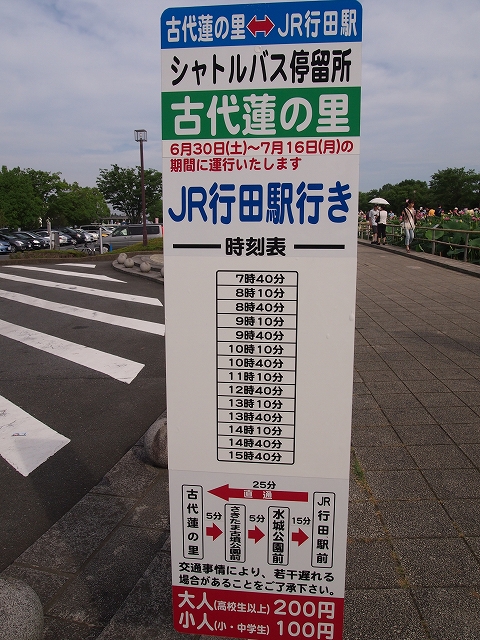 古代蓮の里⇔JR行田駅
シャトルバス停留所
古代蓮の里
6月30日(土)~7月16日(月)の
期間に運行いたします
JR行田駅行き
時刻表
7時40分
8時10分
8時40分
9時10分
9時40分
10時10分
10時40分
11時10分
12時40分
13時10分
13時40分
14時10分
14時40分
15時40分
25分
直通
古代蓮の里
5分
さきたま古墳公園前
5分
水城公園前
15分
JR行田駅前
交通事情により、若干遅れる
場合があることをご了承下さい。
大人(高校生以上)200円
小人(小・中学生)100円